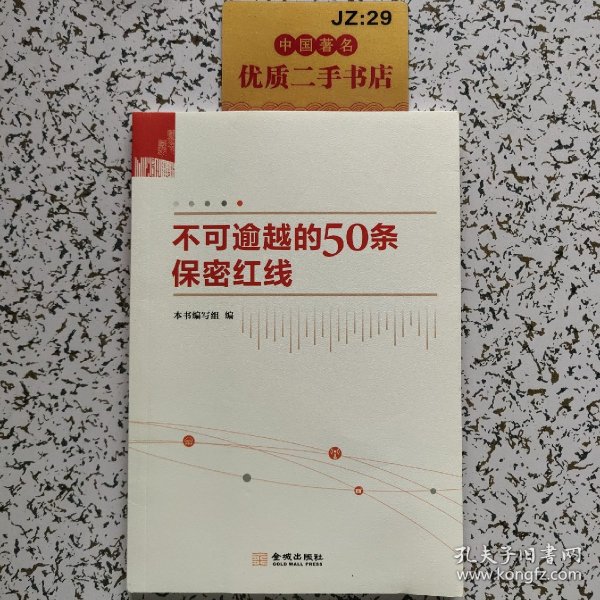 JZ:29
中国著名
优质二手书店
不可逾越的50条
保密红线
本书编写组 编
金城出版社
GOLD WALL PRESS
孔夫子旧书网
www.kongfz.com